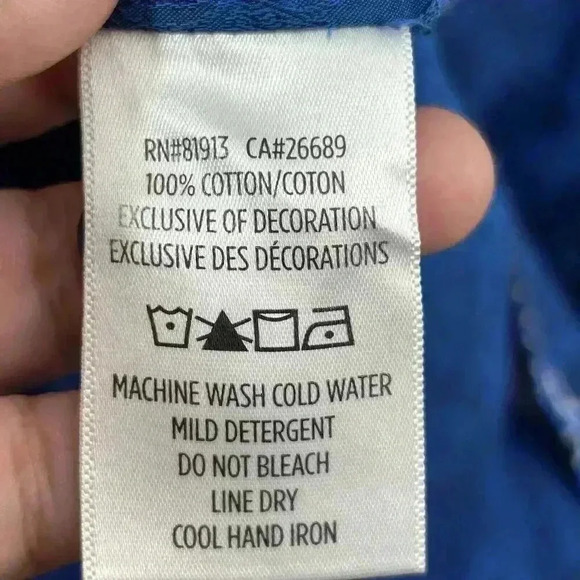 RN#81913 CA#26689
100% COTTON/COTON
EXCLUSIVE OF DECORATION
EXCLUSIVE DES DÉCORATIONS
MACHINE WASH COLD WATER
MILD DETERGENT
DO NOT BLEACH
LINE DRY
COOL HAND IRON